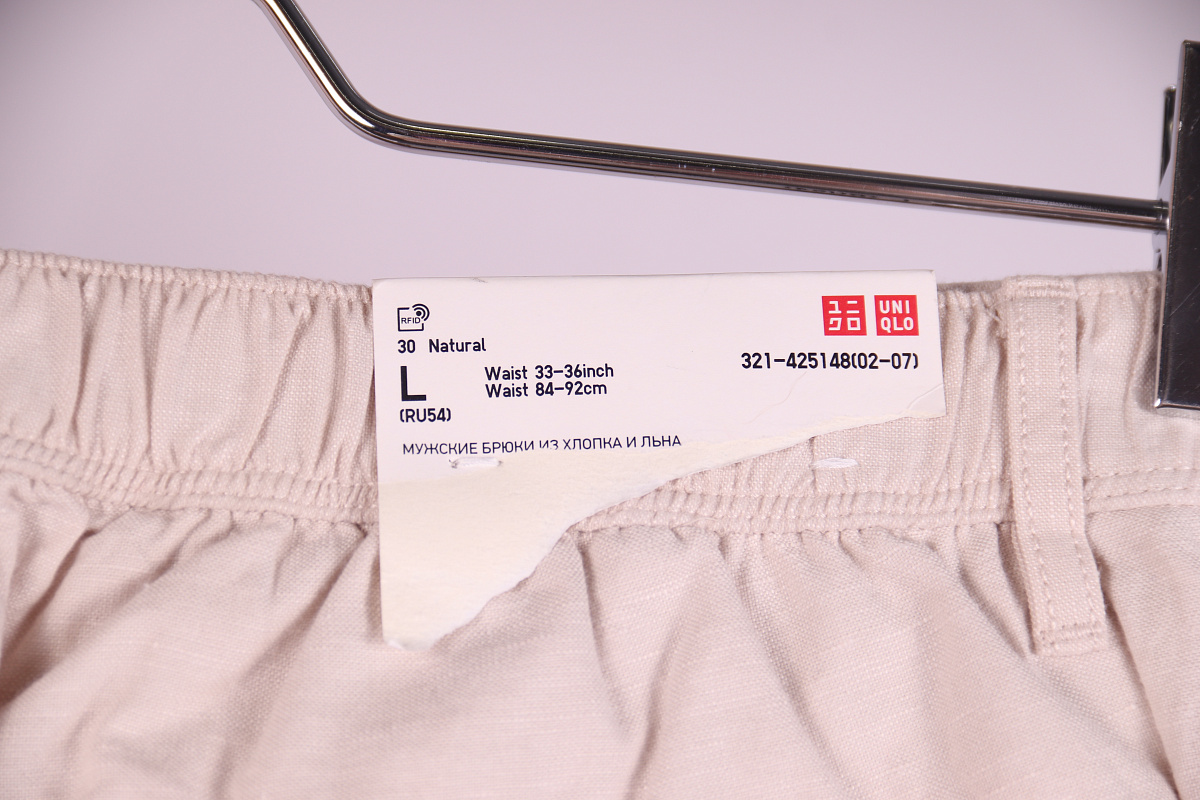 RFID
ユニ
クロ
UNI
QLO
30 Natural
321-425148(02-07)
L
Waist 33-36inch
Waist 84-92cm
(RU54)
МУЖСКИЕ БРЮКИ ИЗ ХЛОПКА И ЛЬНА